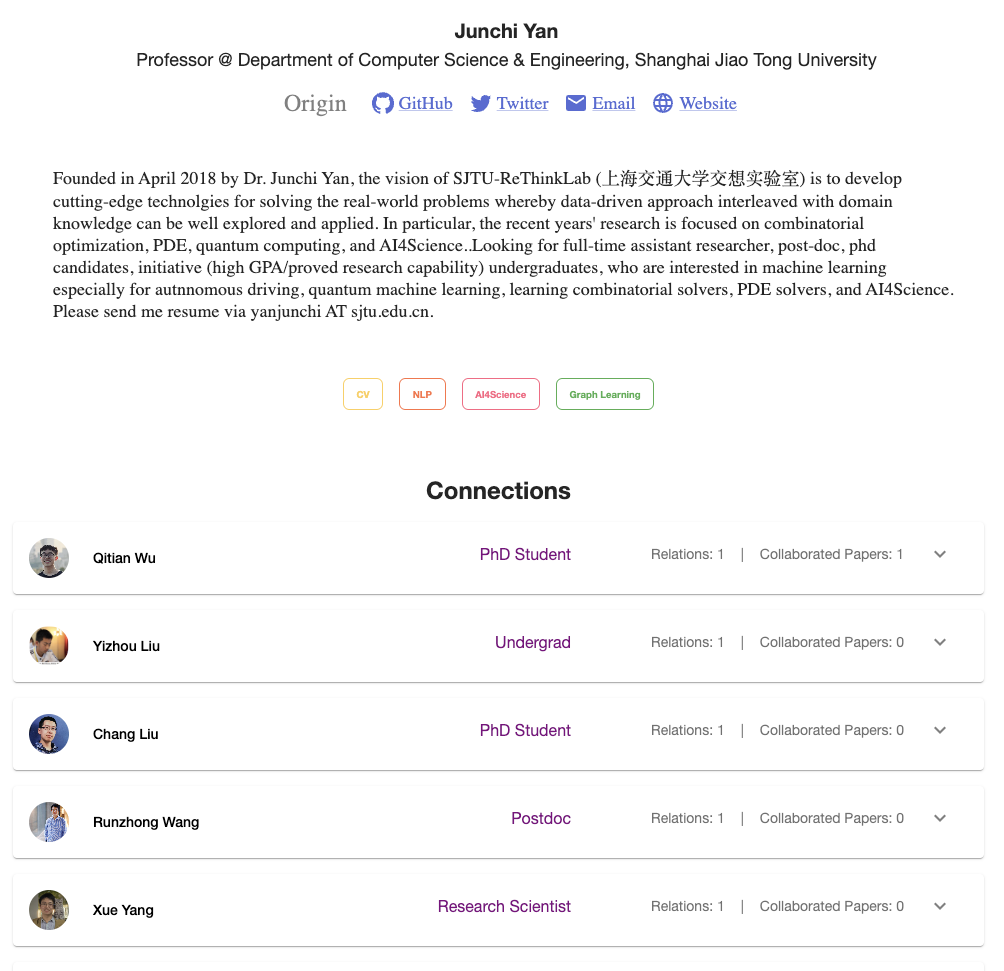 Junchi Yan
Professor @ Department of Computer Science & Engineering, Shanghai Jiao Tong University
Origin GitHub Twitter Email Website
Founded in April 2018 by Dr. Junchi Yan, the vision of SJTU-ReThinkLab (上海交通大学交想实验室) is to develop
cutting-edge technolgies for solving the real-world problems whereby data-driven approach interleaved with domain
knowledge can be well explored and applied. In particular, the recent years' research is focused on combinatorial
optimization, PDE, quantum computing, and AI4Science..Looking for full-time assistant researcher, post-doc, phd
candidates, initiative (high GPA/proved research capability) undergraduates, who are interested in machine learning
especially for autnnomous driving, quantum machine learning, learning combinatorial solvers, PDE solvers, and AI4Science.
Please send me resume via yanjunchi AT sjtu.edu.cn.
CV NLP AI4Science Graph Learning
Connections
Qitian Wu PhD Student Relations: 1 | Collaborated Papers: 1
Yizhou Liu Undergrad Relations: 1 | Collaborated Papers: 0
Chang Liu PhD Student Relations: 1 | Collaborated Papers: 0
Runzhong Wang Postdoc Relations: 1 | Collaborated Papers: 0
Xue Yang Research Scientist Relations: 1 | Collaborated Papers: 0